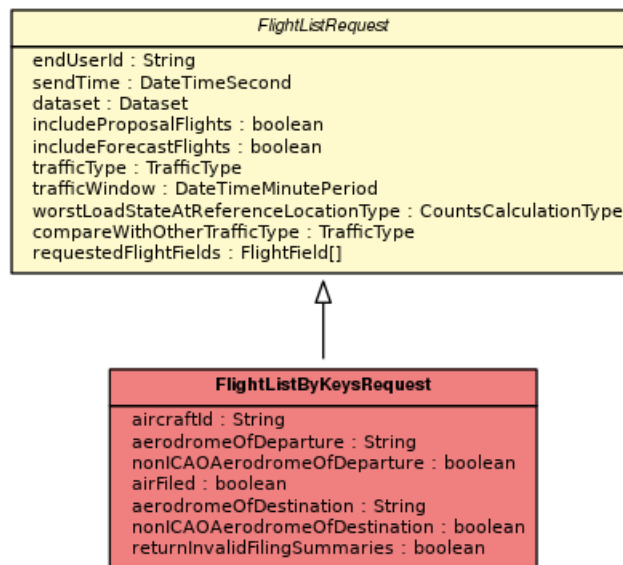 FlightListRequest
endUserId : String
sendTime : DateTimeSecond
dataset : Dataset
includeProposalFlights : boolean
includeForecastFlights : boolean
trafficType : TrafficType
trafficWindow : DateTimeMinutePeriod
worstLoadStateAtReferenceLocationType : CountsCalculationType
compareWithOtherTrafficType : TrafficType
requestedFlightFields : FlightField[]
FlightListByKeysRequest
aircraftId : String
aerodromeOfDeparture : String
nonICAOAerodromeOfDeparture : boolean
airFiled : boolean
aerodromeOfDestination : String
nonICAOAerodromeOfDestination : boolean
returnInvalidFilingSummaries : boolean